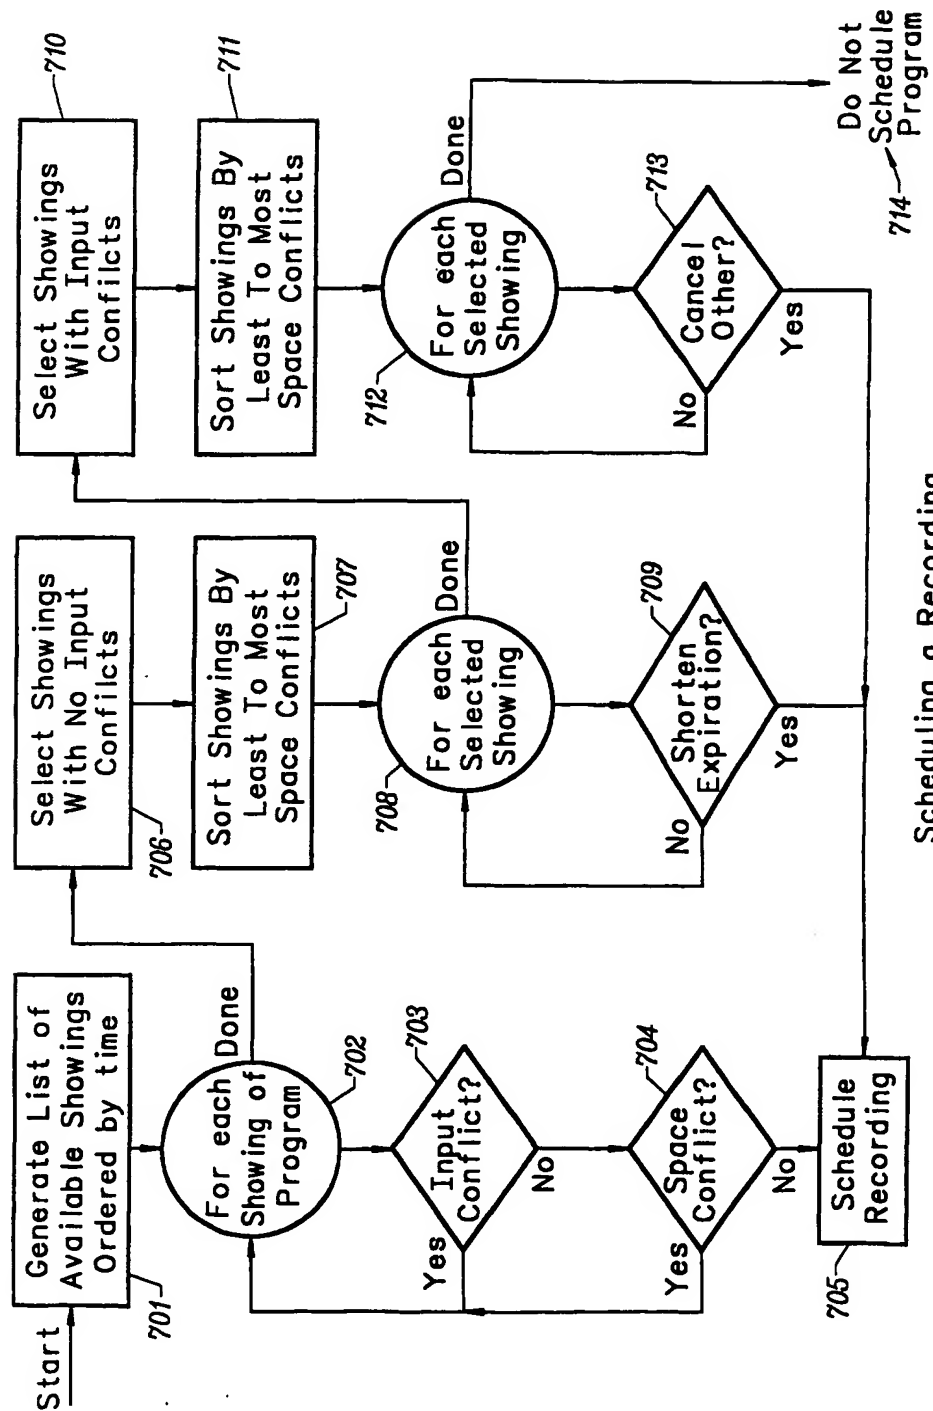 Start
Generate List of
Available Showings
Ordered by time
701
For each
Showing of
Program
Done
702
Input
Conflict?
703
Yes
No
Space
Conflict?
704
Yes
No
Schedule
Recording
705
Select Showings
With No Input
Confilcts
706
Sort Showings By
Least To Most
Space Conflicts
707
For each
Selected
Showing
Done
708
Shorten
Expiration?
709
No
Yes
Select Showings
With Input
Confilcts
710
Sort Showings By
Least To Most
Space Conflicts
711
For each
Selected
Showing
Done
712
Cancel
Other?
713
No
Yes
Do Not
Schedule
Program
714
Scheduling a Recording